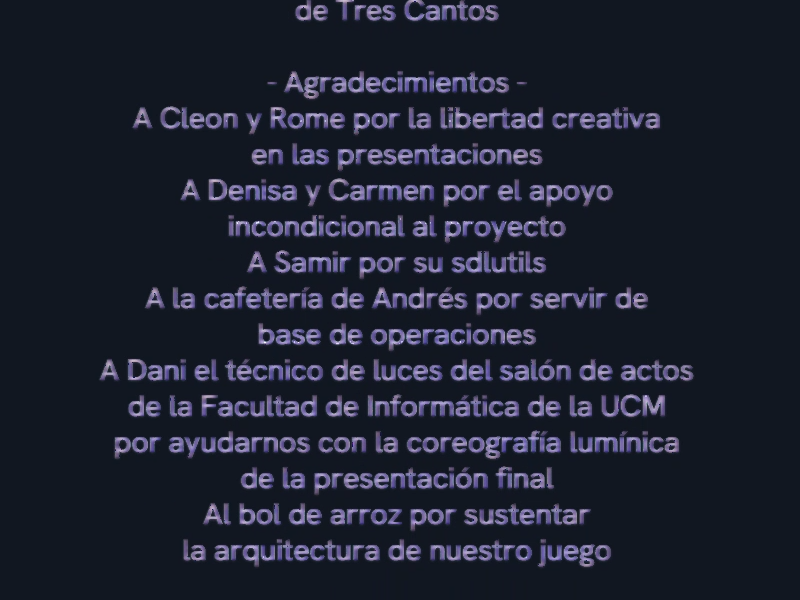 de Tres Cantos
- Agradecimientos -
A Cleon y Rome por la libertad creativa
en las presentaciones
A Denisa y Carmen por el apoyo
incondicional al proyecto
A Samir por su sdlutils
A la cafetería de Andrés por servir de
base de operaciones
A Dani el técnico de luces del salón de actos
de la Facultad de Informática de la UCM
por ayudarnos con la coreografía lumínica
de la presentación final
Al bol de arroz por sustentar
la arquitectura de nuestro juego